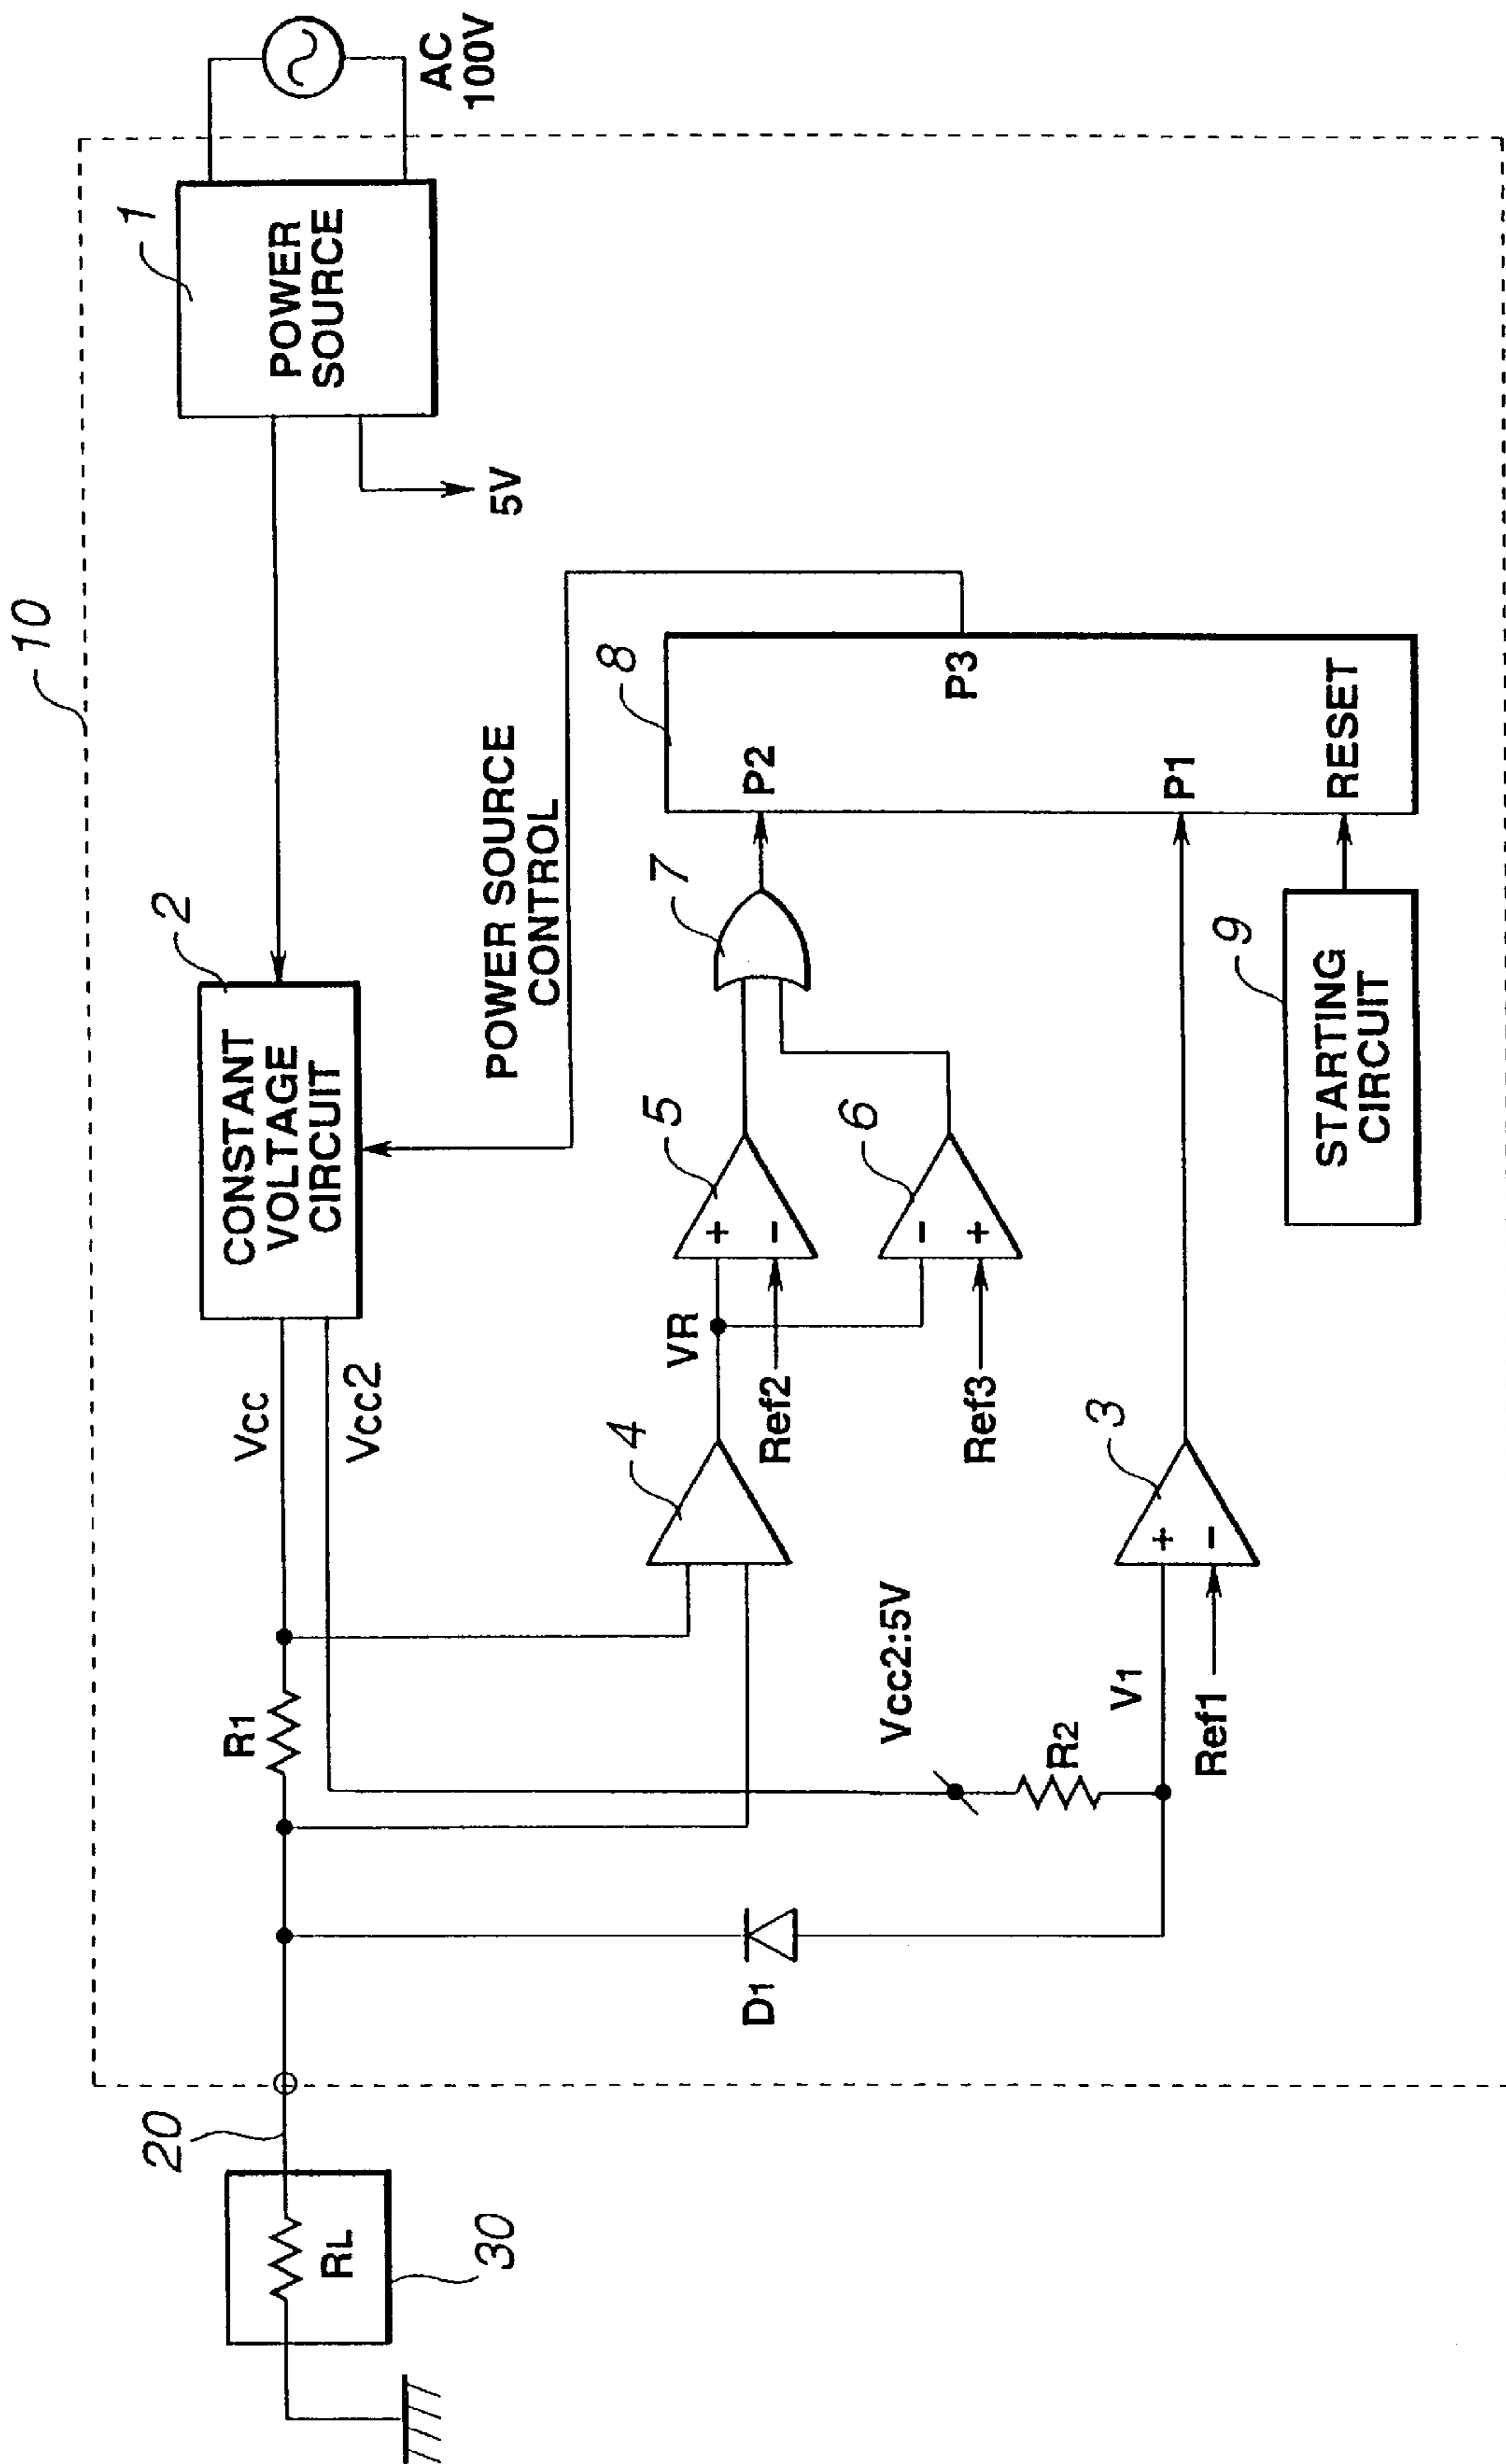 10
20
30
RL
R1
Vcc
Vcc2
2
CONSTANT
VOLTAGE
CIRCUIT
1
POWER
SOURCE
AC
100V
5V
POWER SOURCE
CONTROL
D1
Vcc2:5V
R2
4
VR
5
+
-
Ref2
6
-
+
Ref3
7
8
P2
P3
P1
RESET
V1
3
+
-
Ref1
9
STARTING
CIRCUIT